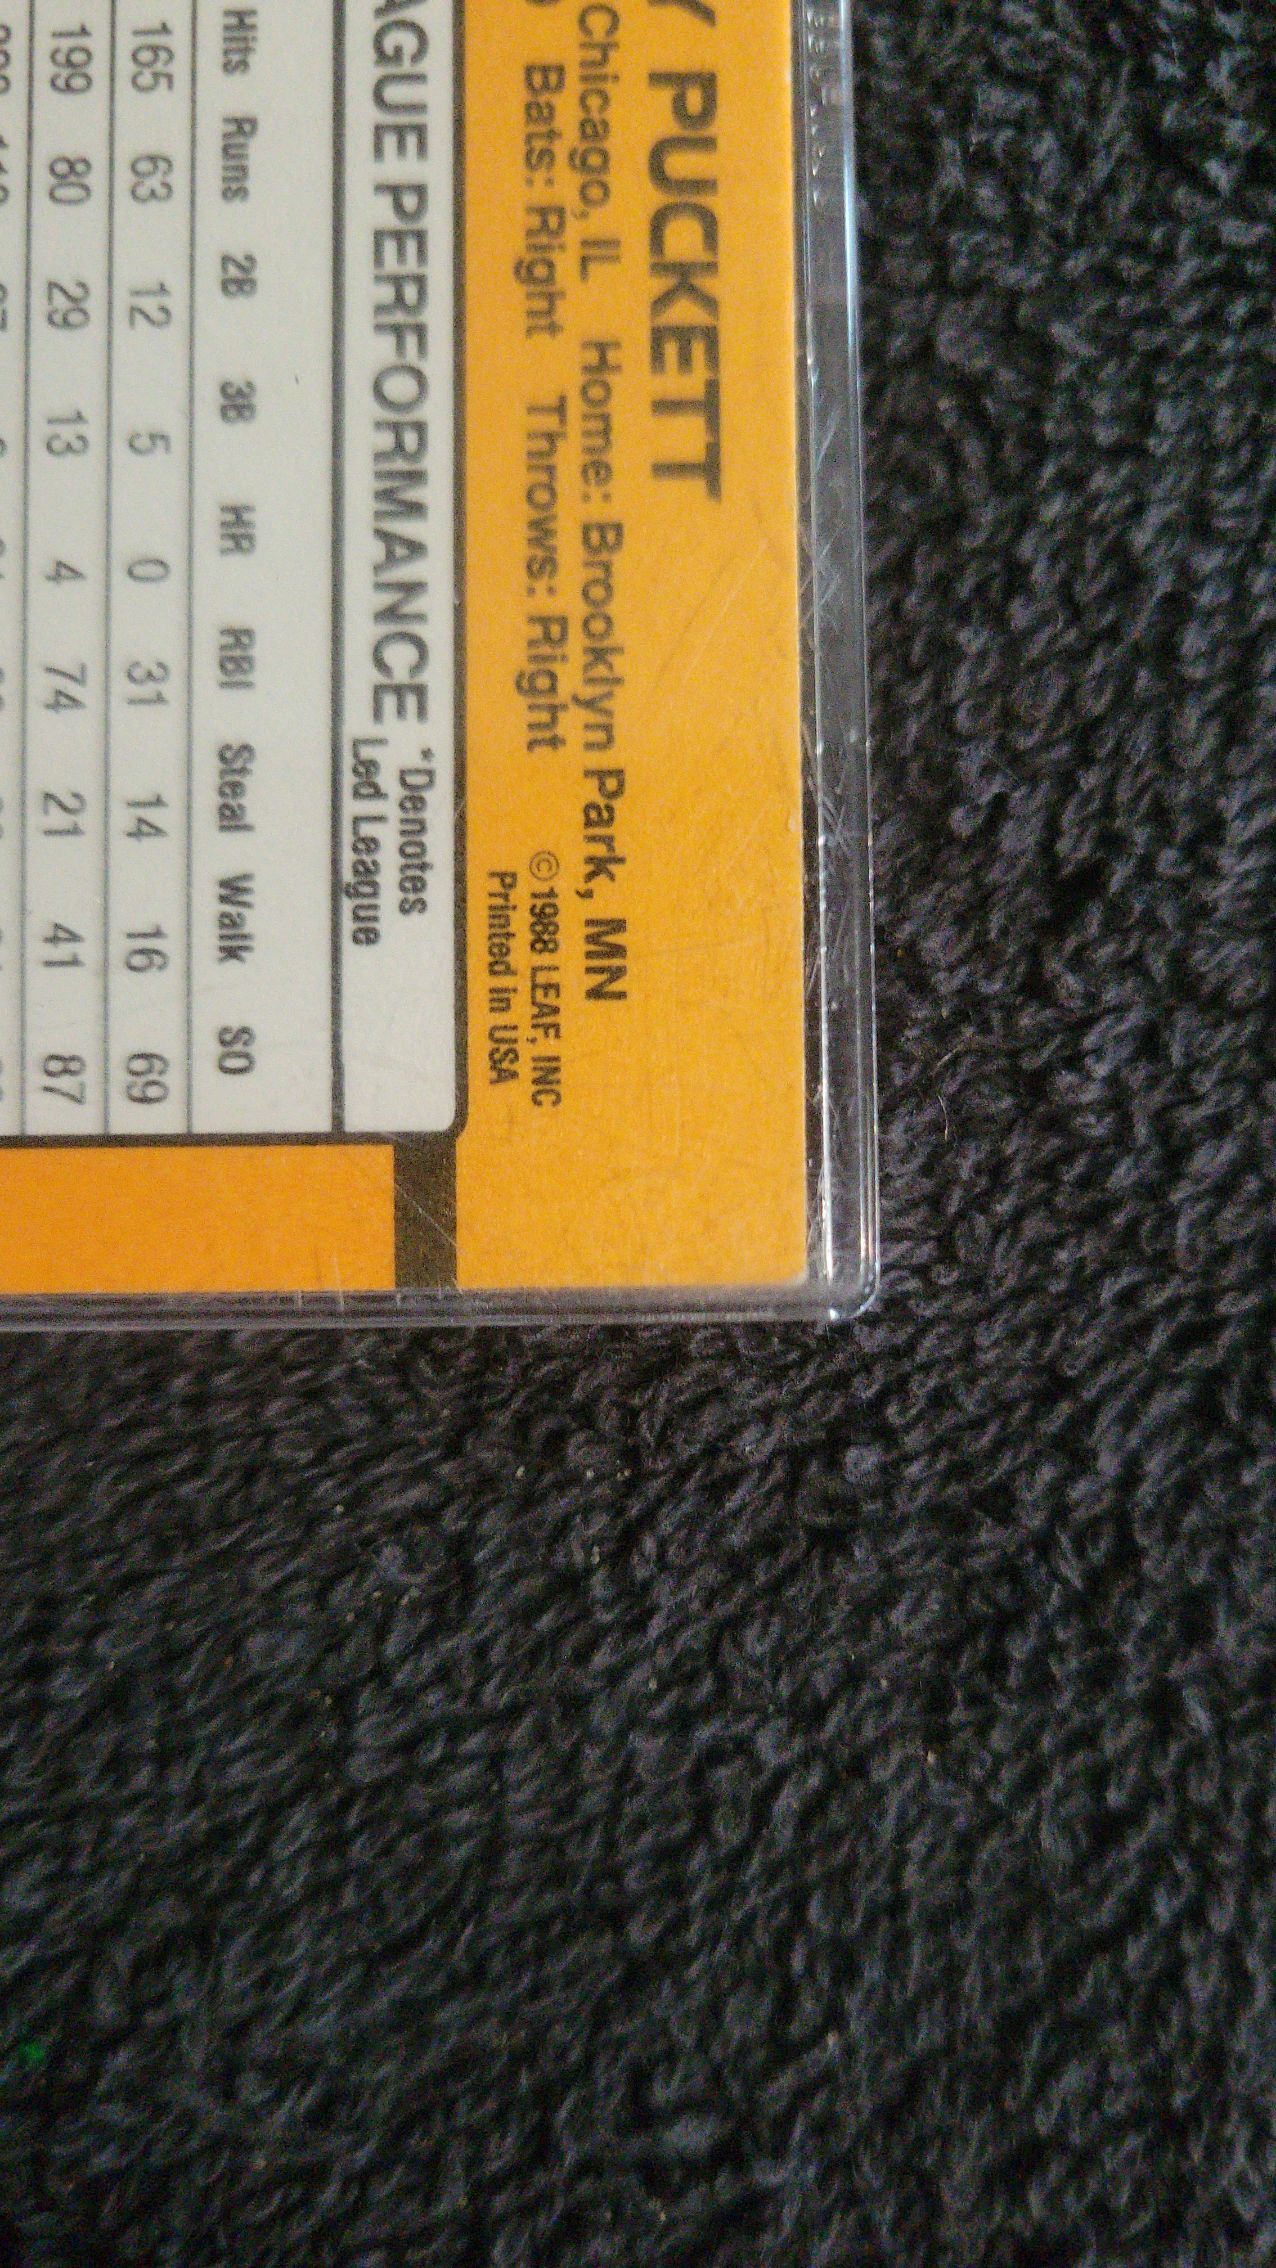 Y PUCKETT
Chicago, IL Home: Brooklyn Park, MN
Bats: Right Throws: Right ©1988 LEAF, INC
Printed in USA
AGUE PERFORMANCE *Denotes
Led League
Hits Runs 2B 3B HR RBI Steal Walk SO
165 63 12 5 0 31 14 16 69
199 80 29 13 4 74 21 41 87